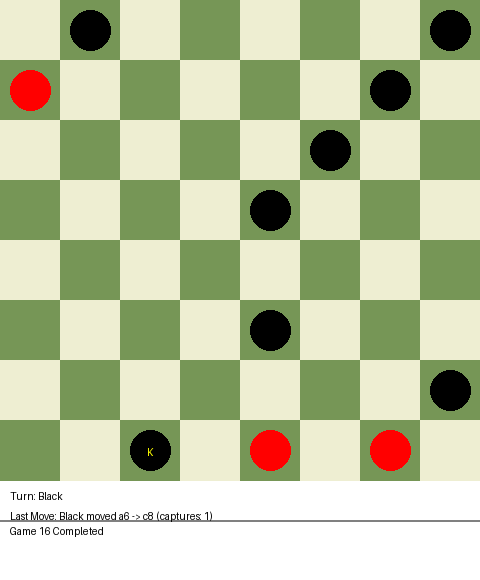 K
Turn: Black
Last Move: Black moved a6 -> c8 (captures: 1)
Game 16 Completed